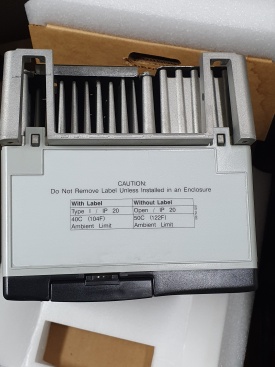 CAUTION:
Do Not Remove Label Unless Installed in an Enclosure
With Label Without Label
Type I / IP 20 Open / IP 20
40C (104F) 50C (122F)
Ambient Limit Ambient Limit